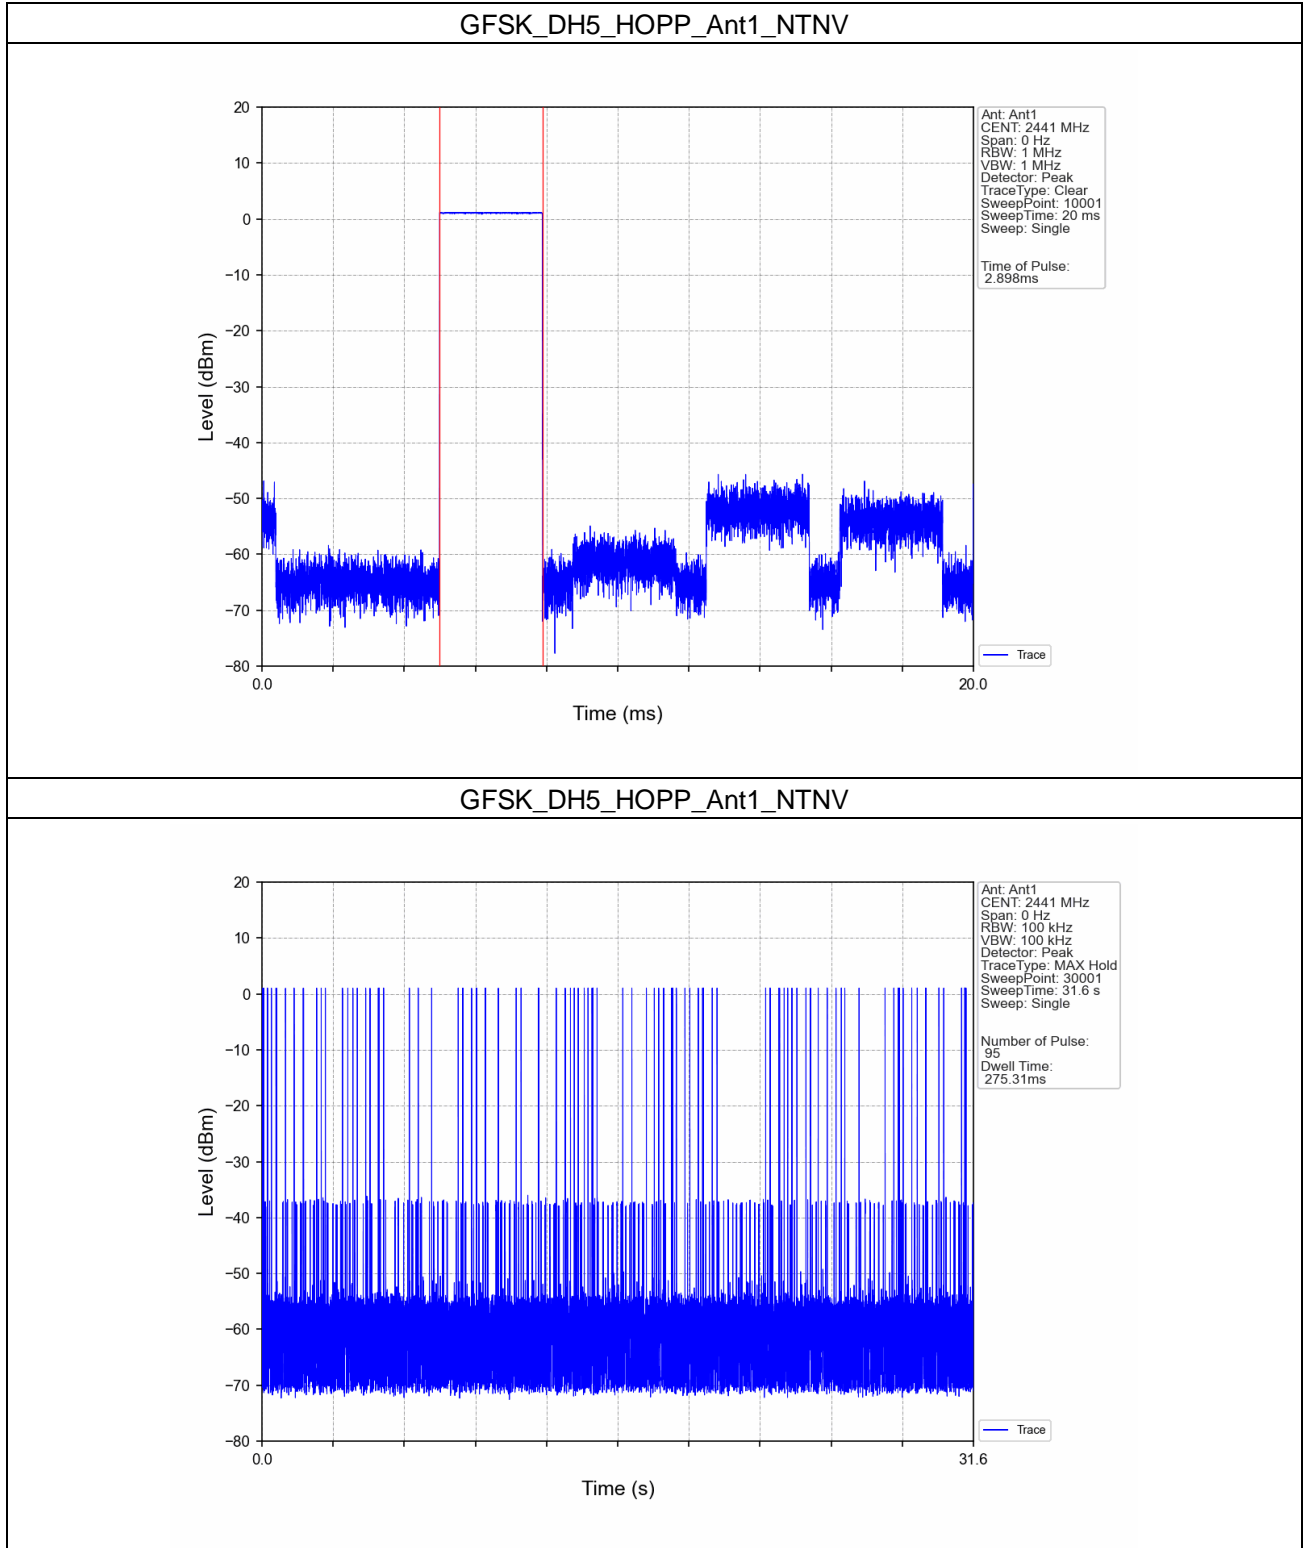 GFSK_DH5_HOPP_Ant1_NTNV
20
10
0
−10
−20
−30
−40
−50
−60
−70
−80
Level (dBm)
0.0
20.0
Time (ms)
Ant: Ant1
CENT: 2441 MHz
Span: 0 Hz
RBW: 1 MHz
VBW: 1 MHz
Detector: Peak
TraceType: Clear
SweepPoint: 10001
SweepTime: 20 ms
Sweep: Single
Time of Pulse:
2.898ms
Trace
GFSK_DH5_HOPP_Ant1_NTNV
20
10
0
−10
−20
−30
−40
−50
−60
−70
−80
Level (dBm)
0.0
31.6
Time (s)
Ant: Ant1
CENT: 2441 MHz
Span: 0 Hz
RBW: 100 kHz
VBW: 100 kHz
Detector: Peak
TraceType: MAX Hold
SweepPoint: 30001
SweepTime: 31.6 s
Sweep: Single
Number of Pulse:
95
Dwell Time:
275.31ms
Trace